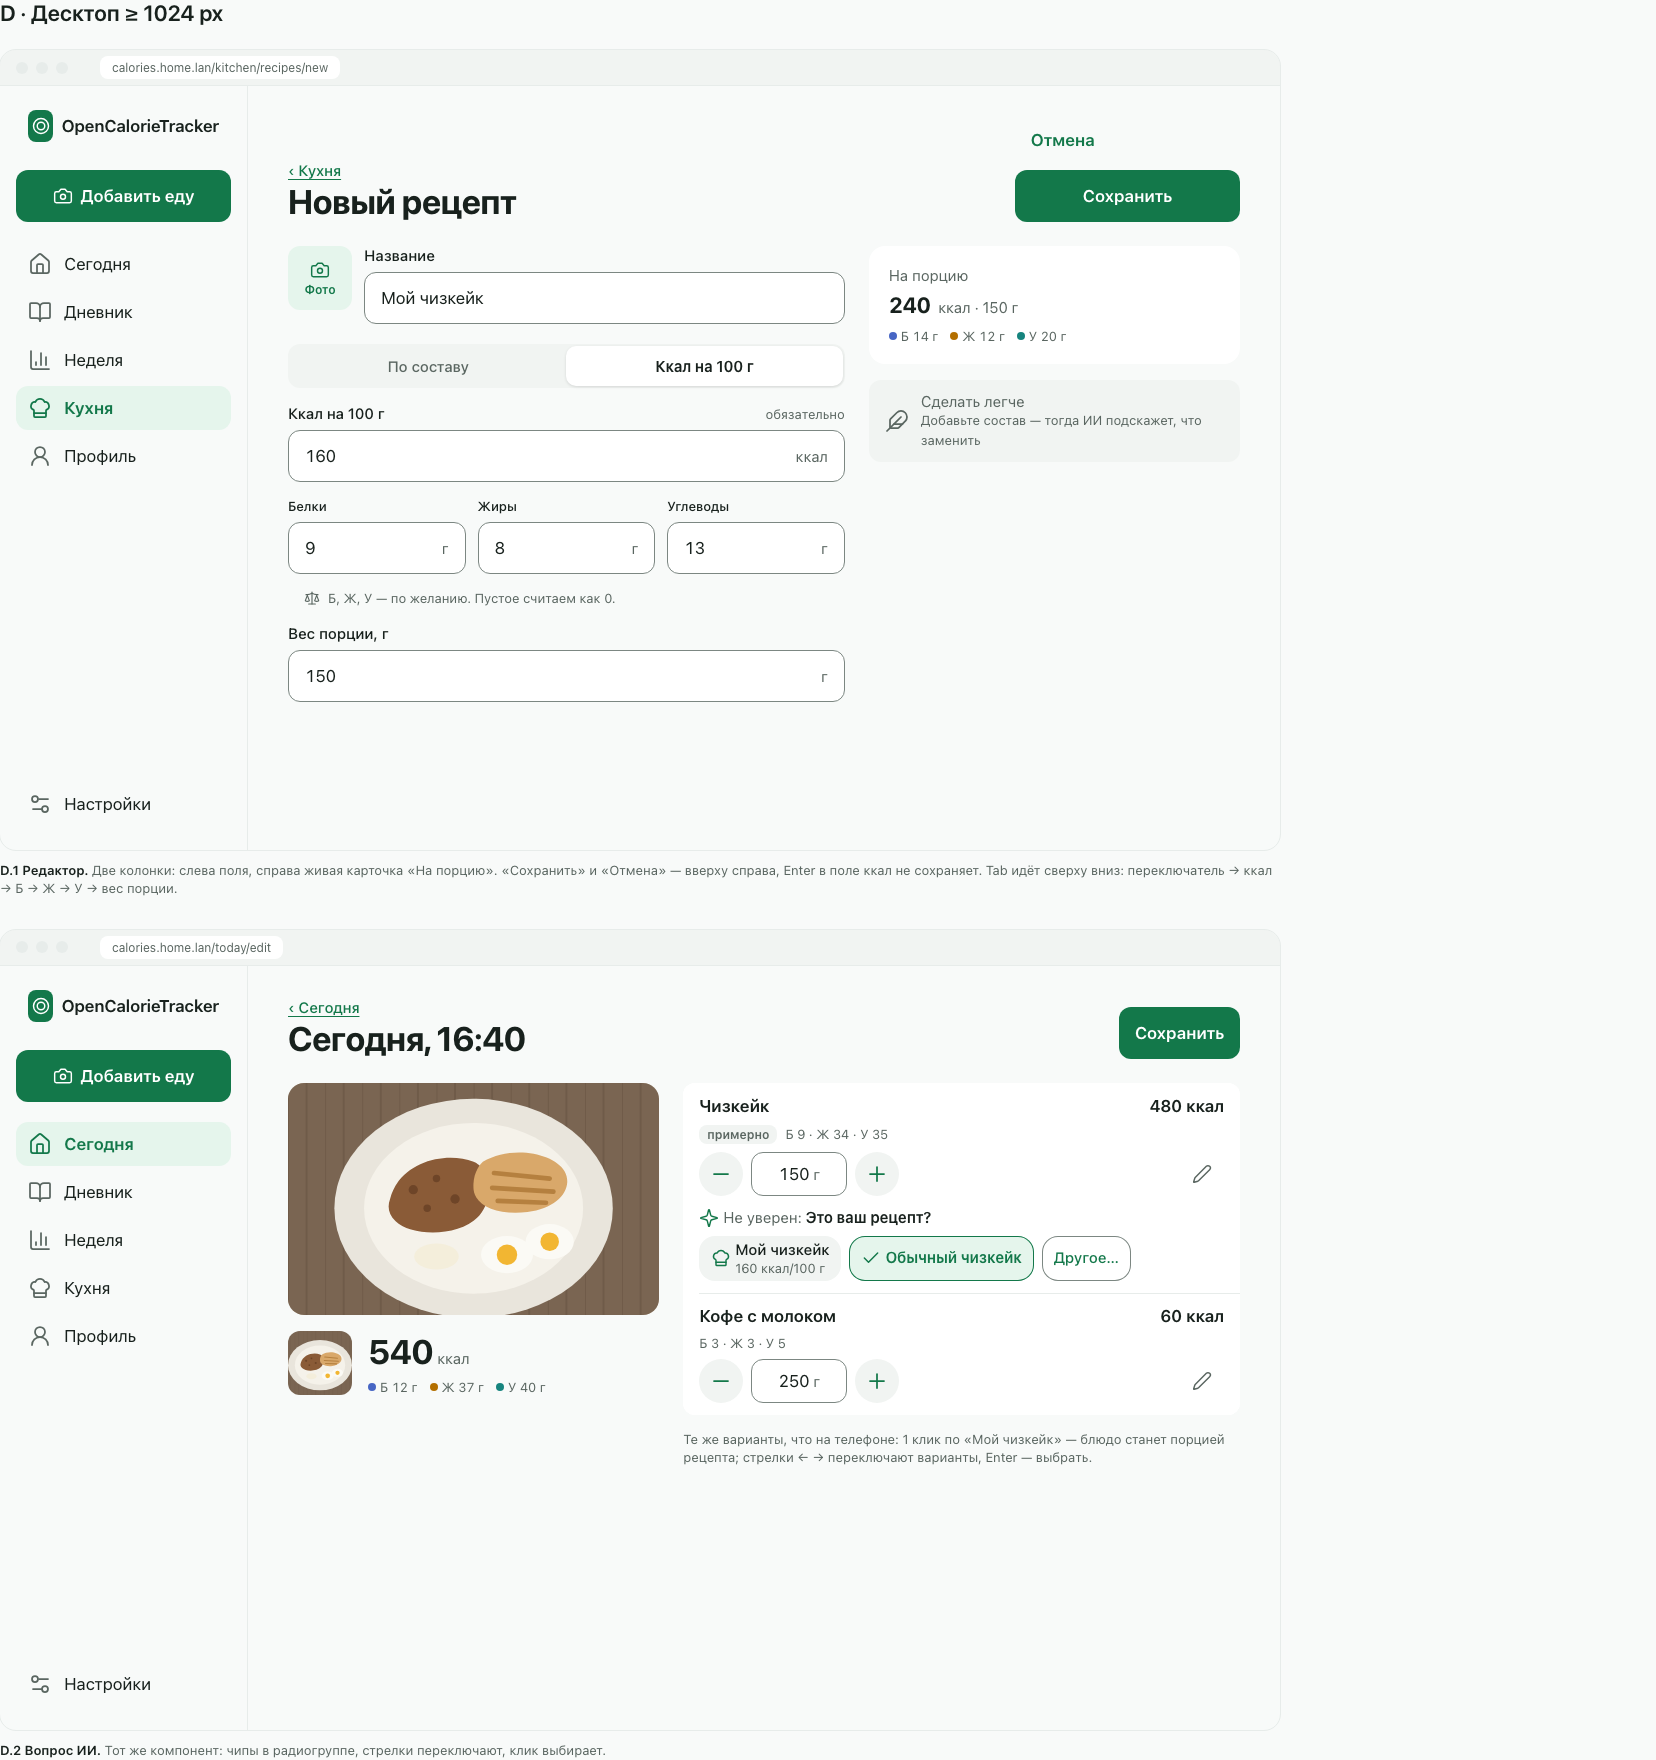 D · Десктоп ≥ 1024 px
calories.home.lan/kitchen/recipes/new
OpenCalorieTracker
Добавить еду
Сегодня
Дневник
Неделя
Кухня
Профиль
Настройки
‹ Кухня
Новый рецепт
Отмена
Сохранить
Фото
Название
Мой чизкейк
По составу
Ккал на 100 г
Ккал на 100 г обязательно
160 ккал
Белки Жиры Углеводы
9 г 8 г 13 г
Б, Ж, У — по желанию. Пустое считаем как 0.
Вес порции, г
150 г
На порцию
240 ккал · 150 г
Б 14 г Ж 12 г У 20 г
Сделать легче
Добавьте состав — тогда ИИ подскажет, что
заменить
D.1 Редактор. Две колонки: слева поля, справа живая карточка «На порцию». «Сохранить» и «Отмена» — вверху справа, Enter в поле ккал не сохраняет. Tab идёт сверху вниз: переключатель → ккал
→ Б → Ж → У → вес порции.
calories.home.lan/today/edit
OpenCalorieTracker
Добавить еду
Сегодня
Дневник
Неделя
Кухня
Профиль
Настройки
‹ Сегодня
Сегодня, 16:40
Сохранить
540 ккал
Б 12 г Ж 37 г У 40 г
Чизкейк 480 ккал
примерно Б 9 · Ж 34 · У 35
150 г
Не уверен: Это ваш рецепт?
Мой чизкейк
160 ккал/100 г
Обычный чизкейк
Другое...
Кофе с молоком 60 ккал
Б 3 · Ж 3 · У 5
250 г
Те же варианты, что на телефоне: 1 клик по «Мой чизкейк» — блюдо станет порцией
рецепта; стрелки ← → переключают варианты, Enter — выбрать.
D.2 Вопрос ИИ. Тот же компонент: чипы в радиогруппе, стрелки переключают, клик выбирает.